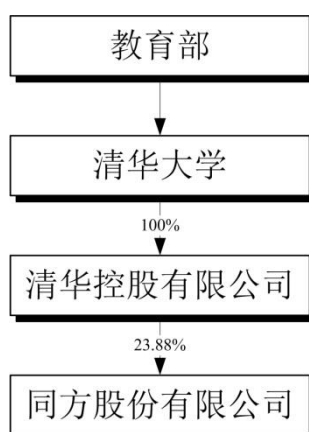 教育部
清华大学
100%
清华控股有限公司
23.88%
同方股份有限公司